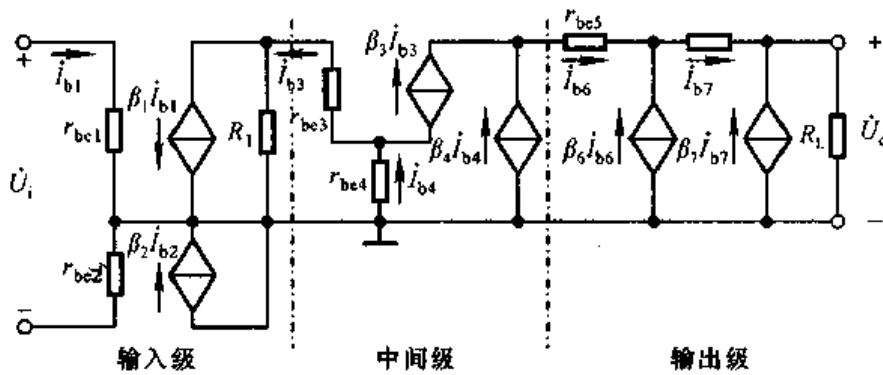 + İb1 rbe1 U̇i β1İb1 R1 İb3 rbe3 β3İb3 rbe4 İb4 β4İb4 rbe5 İb6 β6İb6 İb7 β7İb7 RL U̇o +
rbe2 β2İb2 − −
输入级 中间级 输出级